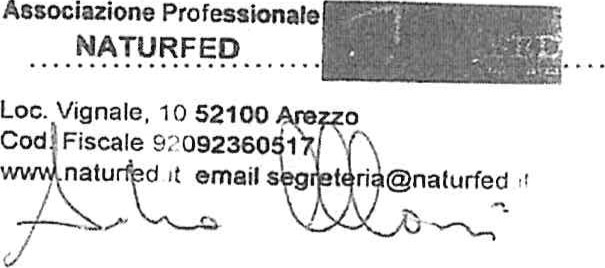 Associazione Professionale
NATURFED
Loc. Vignale, 10 52100 Arezzo
Cod. Fiscale 92092360517
www.naturfed.it email segreteria@naturfed.it